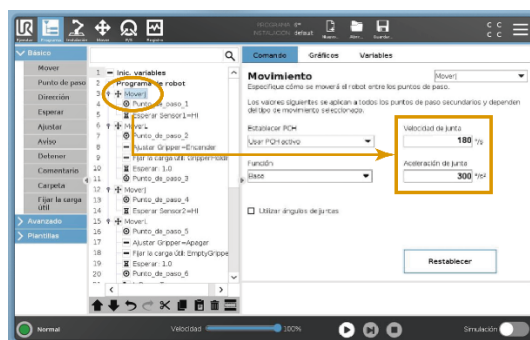 UR
Ejecutar Programa Instalación Mover E/S Registro
PROGRAMA
INSTALACIÓN default
Nuevo... Abrir... Guardar...
C C
C C
Básico
Mover
Punto de paso
Dirección
Esperar
Ajustar
Aviso
Detener
Comentario
Carpeta
Fijar la carga útil
Avanzado
Plantillas
1 Inic. variables
2 Programa de robot
3 MoverJ
4 Punto_de_paso_1
5 Esperar Sensor1=HI
6 MoverL
7 Punto_de_paso_2
8 Ajustar Gripper=Encender
9 Fijar la carga útil:
10 Esperar: 1.0
11 Punto_de_paso_3
12 MoverJ
13 Punto_de_paso_4
14 Esperar Sensor2=HI
15 MoverL
16 Punto_de_paso_5
17 Ajustar Gripper=Apagar
18 Fijar la carga útil: EmptyGrippe
19 Esperar: 1.0
20 Punto_de_paso_6
Comando Gráficos Variables
Movimiento
MoverJ
Especifique cómo se moverá el robot entre los puntos de paso.
Los valores siguientes se aplican a todos los puntos de paso secundarios y dependen
del tipo de movimiento seleccionado.
Establecer PCH
Usar PCH activo
Función
Base
Utilizar ángulos de juntas
Velocidad de junta
180 °/s
Aceleración de junta
300 °/s²
Restablecer
Normal
Velocidad 100%
Simulación